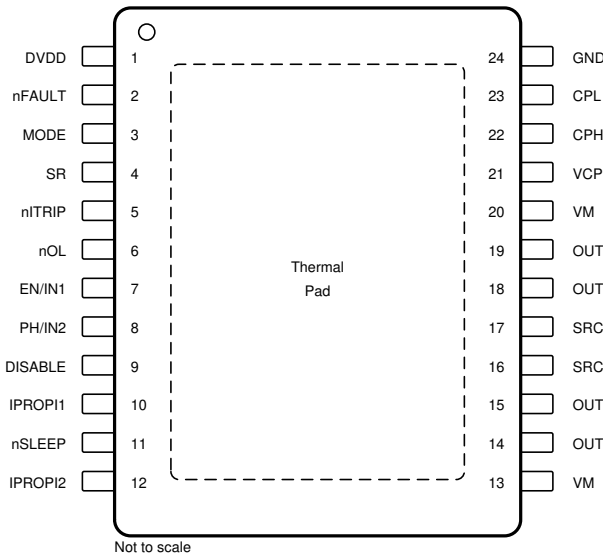 DVDD 1 24 GND
nFAULT 2 23 CPL
MODE 3 22 CPH
SR 4 21 VCP
nITRIP 5 20 VM
nOL 6 19 OUT
EN/IN1 7 18 OUT
PH/IN2 8 17 SRC
DISABLE 9 16 SRC
IPROPI1 10 15 OUT
nSLEEP 11 14 OUT
IPROPI2 12 13 VM
Thermal
Pad
Not to scale